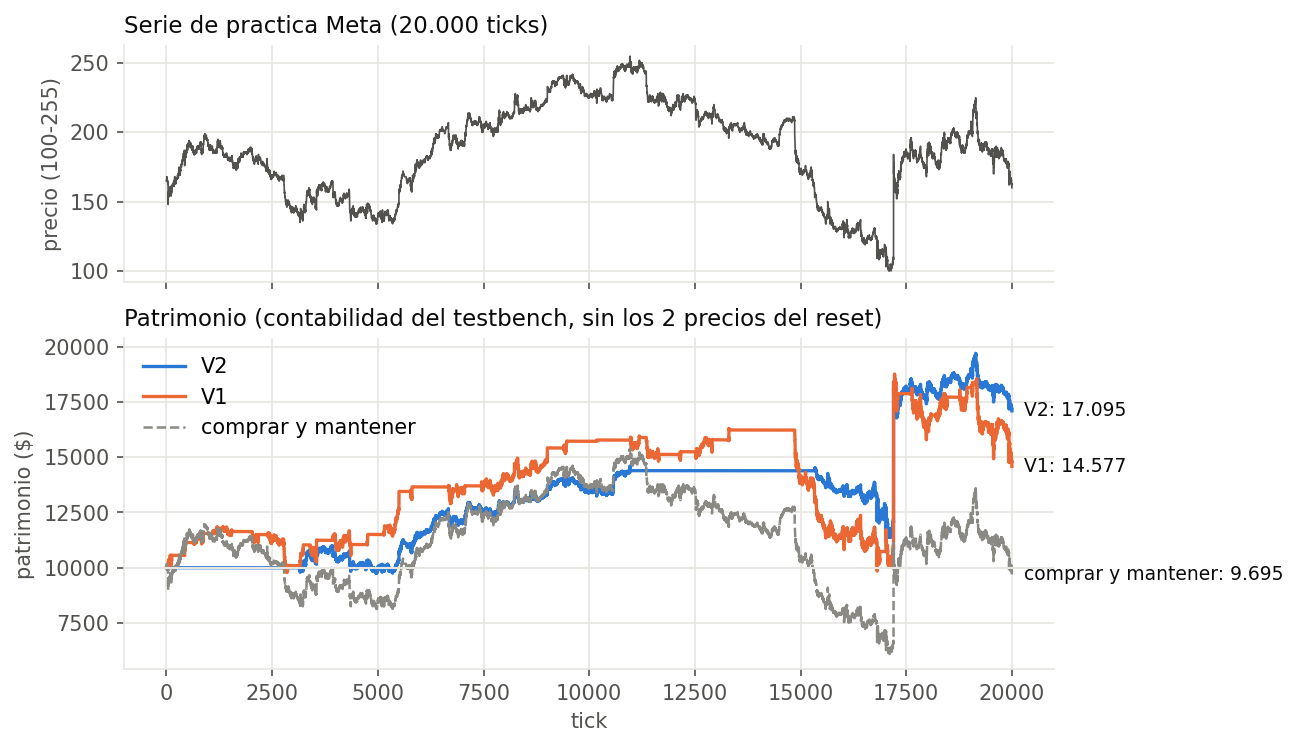 Serie de practica Meta (20.000 ticks)
250
200
150
100
precio (100-255)
Patrimonio (contabilidad del testbench, sin los 2 precios del reset)
20000
17500
15000
12500
10000
7500
patrimonio ($)
V2
V1
comprar y mantener
V2: 17.095
V1: 14.577
comprar y mantener: 9.695
0 2500 5000 7500 10000 12500 15000 17500 20000
tick